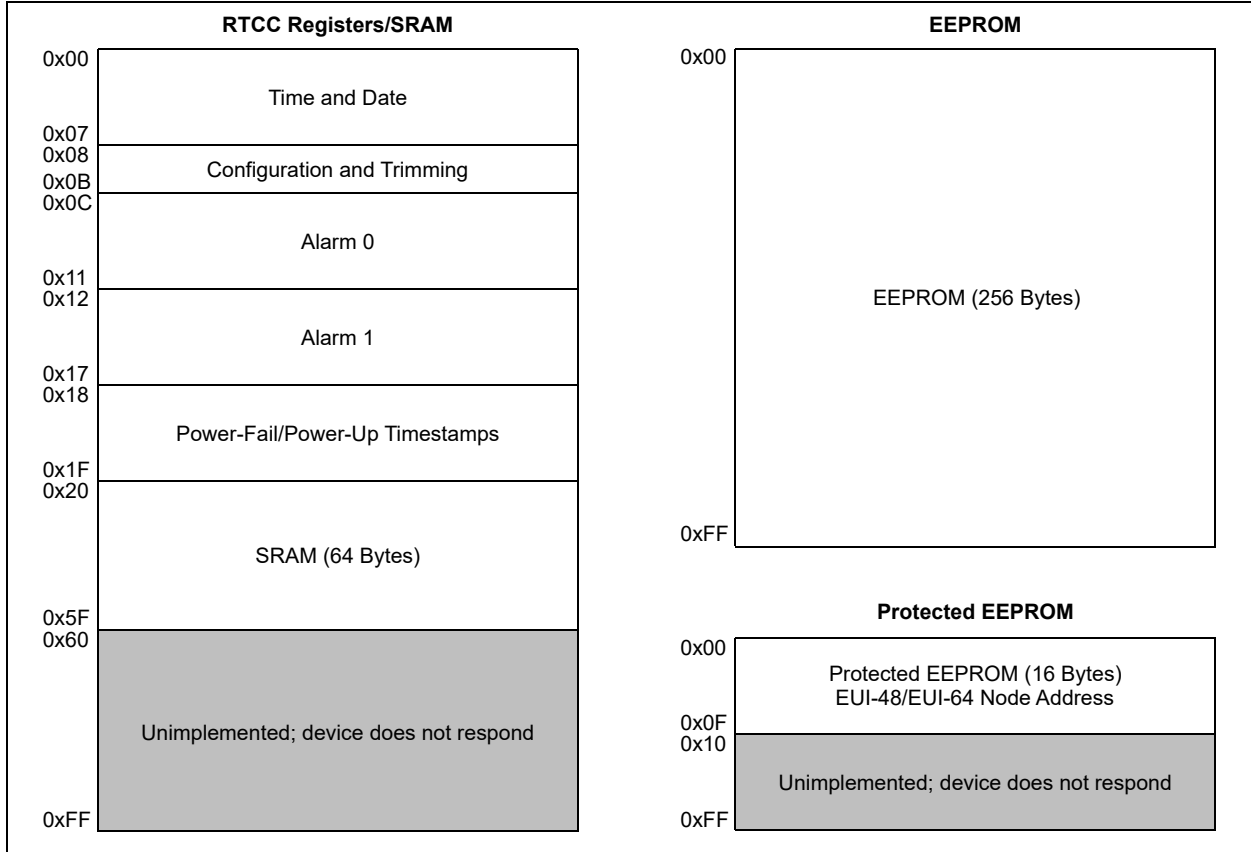 RTCC Registers/SRAM
0x00
Time and Date
0x07
0x08
Configuration and Trimming
0x0B
0x0C
Alarm 0
0x11
0x12
Alarm 1
0x17
0x18
Power-Fail/Power-Up Timestamps
0x1F
0x20
SRAM (64 Bytes)
0x5F
0x60
Unimplemented; device does not respond
0xFF
EEPROM
0x00
EEPROM (256 Bytes)
0xFF
Protected EEPROM
0x00
Protected EEPROM (16 Bytes)
EUI-48/EUI-64 Node Address
0x0F
0x10
Unimplemented; device does not respond
0xFF